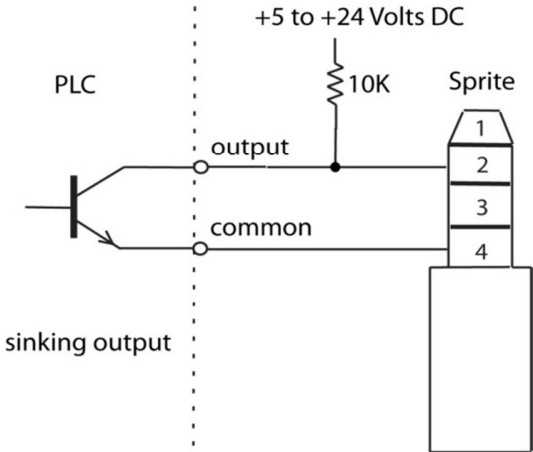 +5 to +24 Volts DC
PLC
10K
Sprite
1
output
2
3
common
4
sinking output